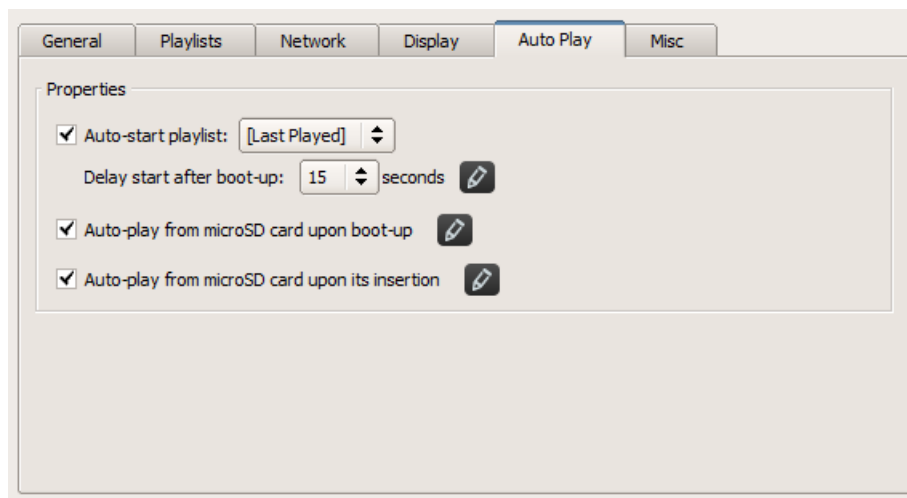 General Playlists Network Display Auto Play Misc
Properties
Auto-start playlist: [Last Played]
Delay start after boot-up: 15 seconds
Auto-play from microSD card upon boot-up
Auto-play from microSD card upon its insertion